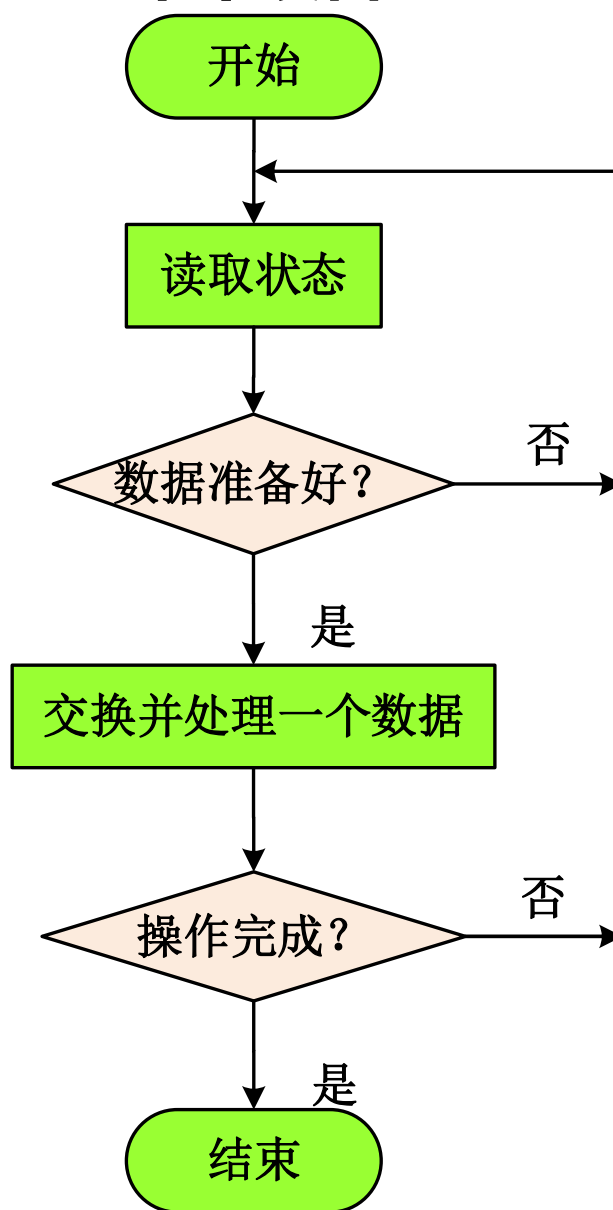 开始
读取状态
数据准备好？
否
是
交换并处理一个数据
操作完成？
否
是
结束